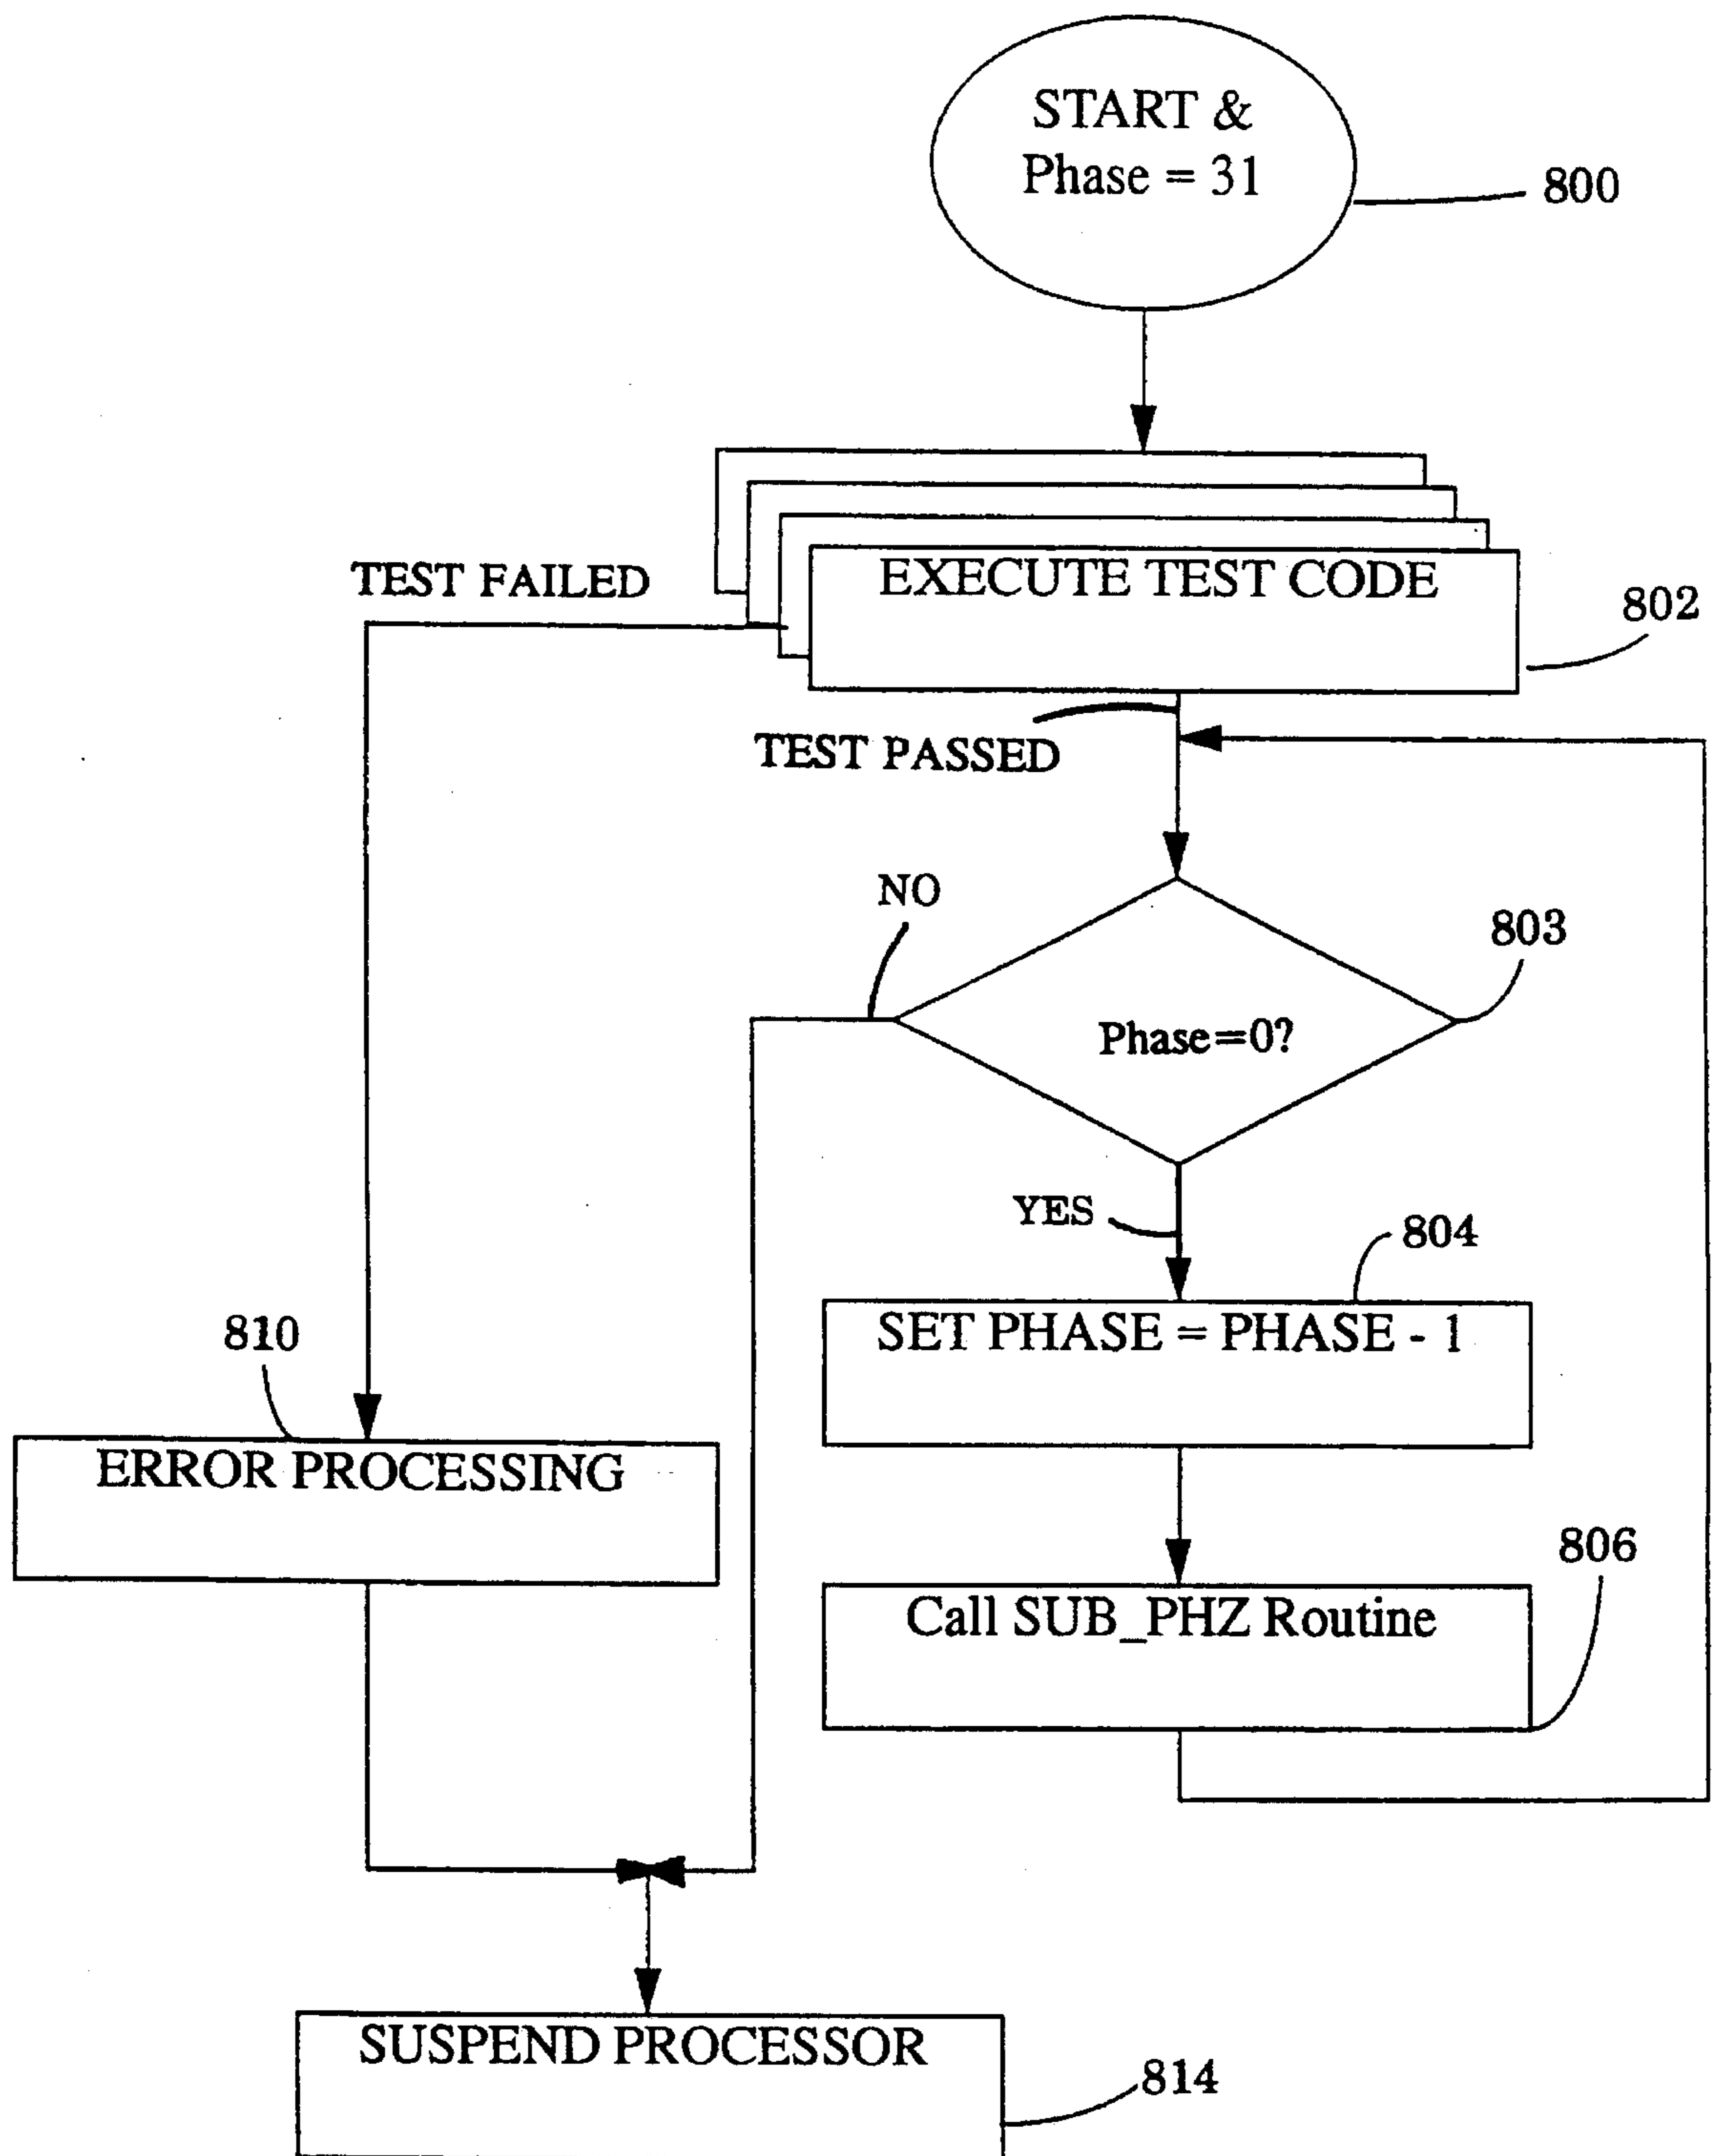 START &
Phase = 31
800
EXECUTE TEST CODE
TEST FAILED
802
TEST PASSED
NO
803
Phase=0?
YES
804
SET PHASE = PHASE - 1
810
ERROR PROCESSING
806
Call SUB_PHZ Routine
SUSPEND PROCESSOR
814